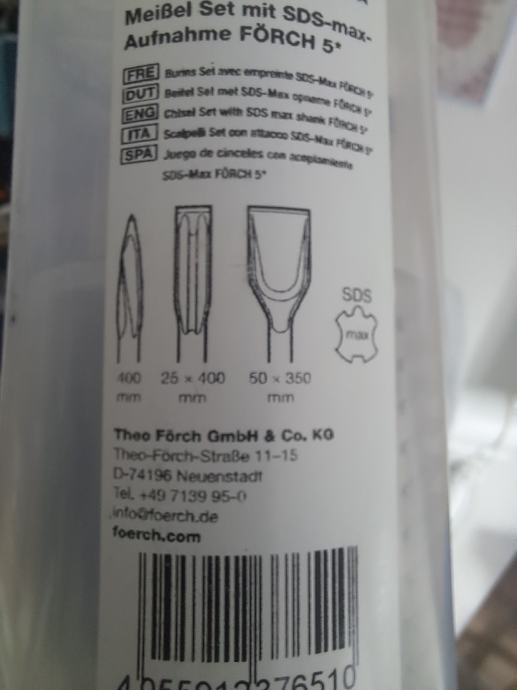 Meißel Set mit SDS-max-
Aufnahme FÖRCH 5*
FRE Burins Set avec empreinte SDS-Max FÖRCH 5*
DUT Beitel Set met SDS-Max opname FÖRCH 5*
ENG Chisel Set with SDS max shank FÖRCH 5*
ITA Scalpelli Set con attacco SDS-Max FÖRCH 5*
SPA Juego de cinceles con acoplamiento
SDS-Max FÖRCH 5*
SDS
max
400 25 x 400 50 x 350
mm mm mm
Theo Förch GmbH & Co. KG
Theo-Förch-Straße 11-15
D-74196 Neuenstadt
Tel. +49 7139 95-0
info@foerch.de
foerch.com